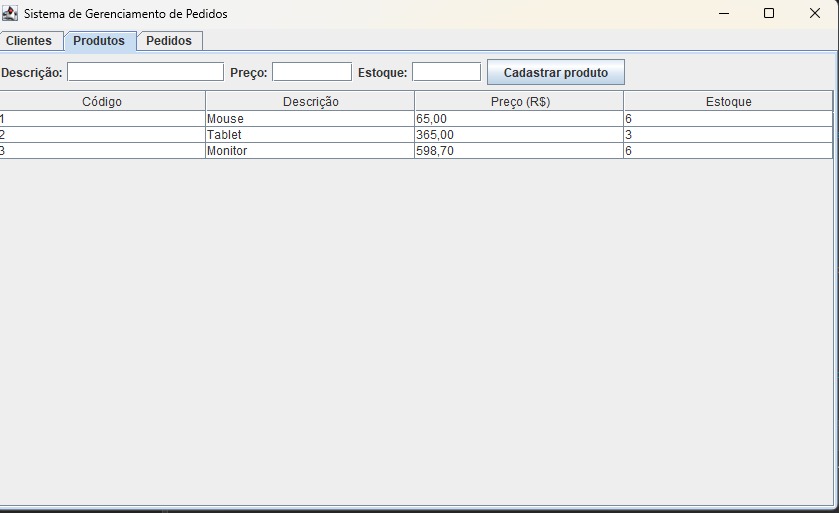 Sistema de Gerenciamento de Pedidos
Clientes Produtos Pedidos
Descrição: Preço: Estoque: Cadastrar produto
Código Descrição Preço (R$) Estoque
1 Mouse 65,00 6
2 Tablet 365,00 3
3 Monitor 598,70 6